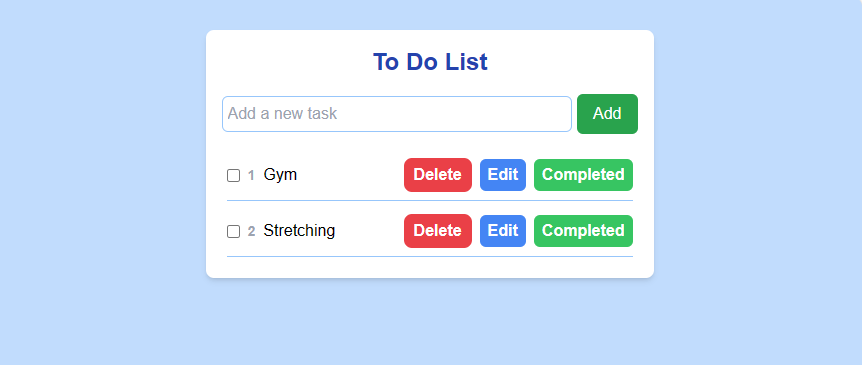 To Do List
Add a new task Add
1 Gym Delete Edit Completed
2 Stretching Delete Edit Completed